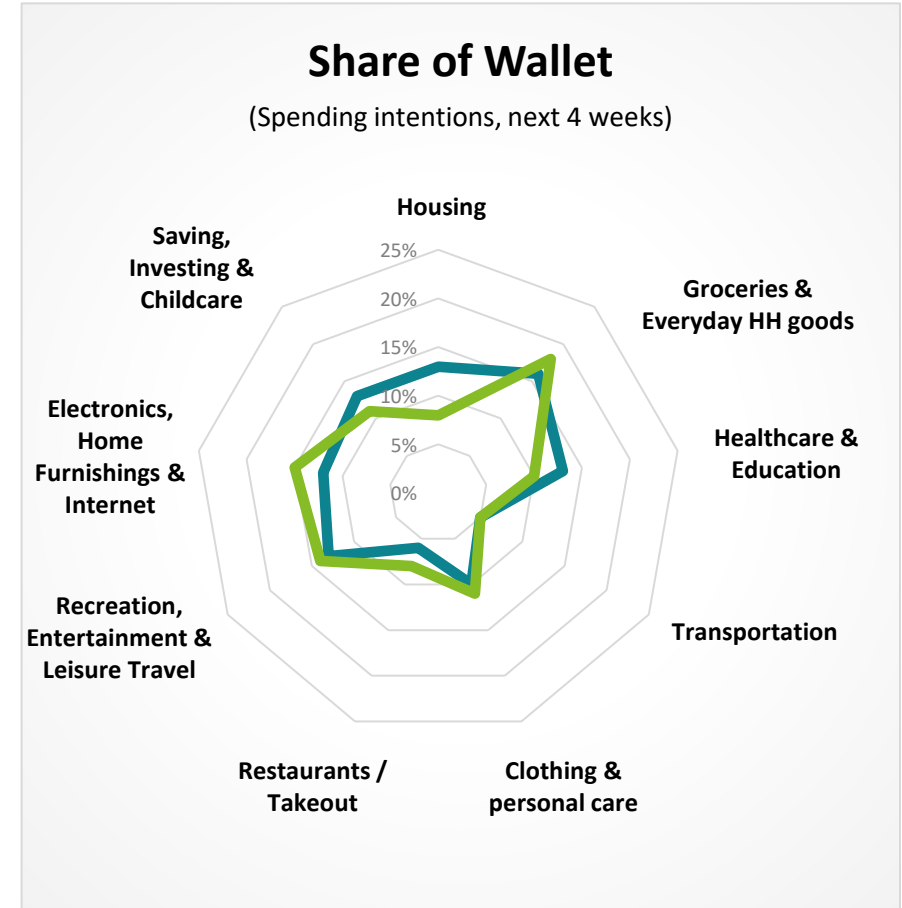 Share of Wallet
(Spending intentions, next 4 weeks)
Housing
Saving,
Investing &
Childcare
25%
20%
15%
10%
5%
0%
Groceries &
Everyday HH goods
Electronics,
Home
Furnishings &
Internet
Healthcare &
Education
Recreation,
Entertainment &
Leisure Travel
Transportation
Restaurants /
Takeout
Clothing &
personal care